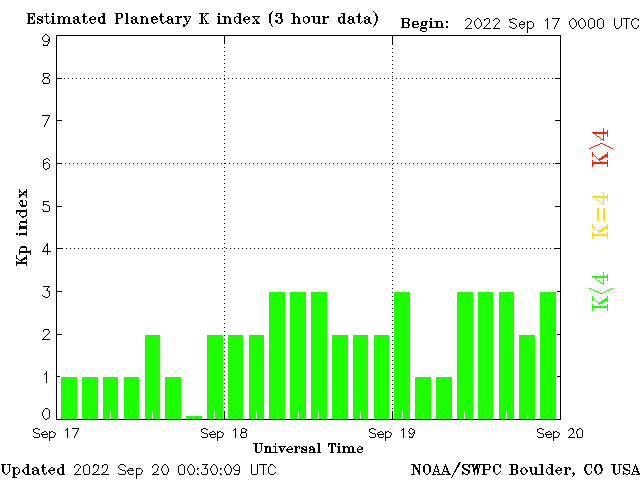 Estimated Planetary K index (3 hour data)
Begin: 2022 Sep 17 0000 UTC
9
8
7
6
5
4
3
2
1
0
Kp index
K>4
K=4
K<4
Sep 17 Sep 18 Sep 19 Sep 20
Universal Time
Updated 2022 Sep 20 00:30:09 UTC
NOAA/SWPC Boulder, CO USA